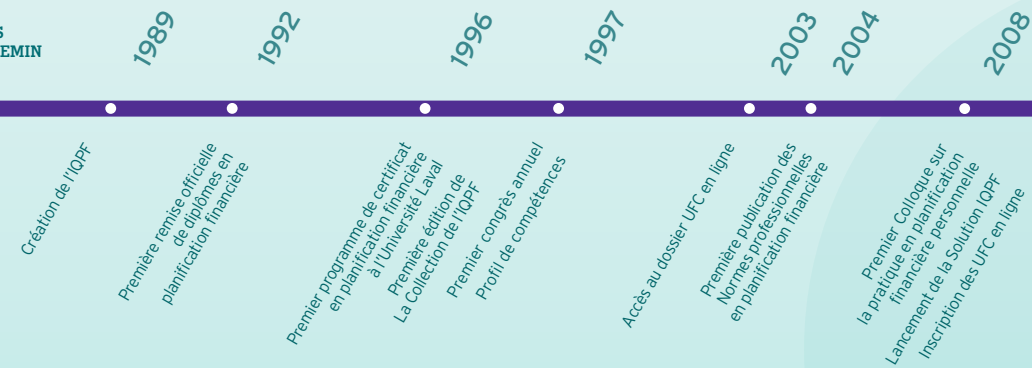 S
EMIN
1989
1992
1996
1997
2003
2004
2008
Création de l'IQPF
Première remise officielle
de diplômes en
planification financière
Premier programme de certificat
en planification financière
à l'Université Laval
Première édition de
La Collection de l'IQPF
Premier congrès annuel
Profil de compétences
Accès au dossier UFC en ligne
Première publication des
Normes professionnelles
en planification financière
Premier Colloque sur
la pratique en planification
financière personnelle
Lancement de la Solution IQPF
Inscription des UFC en ligne